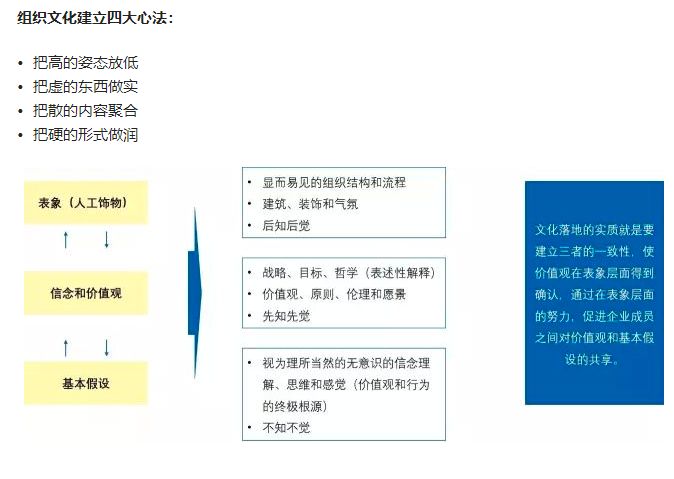 组织文化建立四大心法：
• 把高的姿态放低
• 把虚的东西做实
• 把散的内容聚合
• 把硬的形式做润
表象（人工饰物）
信念和价值观
基本假设
• 显而易见的组织结构和流程
• 建筑、装饰和气氛
• 后知后觉
• 战略、目标、哲学（表述性解释）
• 价值观、原则、伦理和愿景
• 先知先觉
• 视为理所当然的无意识的信念理
解、思维和感觉（价值观和行为
的终极根源）
• 不知不觉
文化落地的实质就是要
建立三者的一致性，使
价值观在表象层面得到
确认，通过在表象层面
的努力，促进企业成员
之间对价值观和基本假
设的共享。